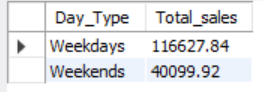 Day_Type Total_sales
Weekdays 116627.84
Weekends 40099.92